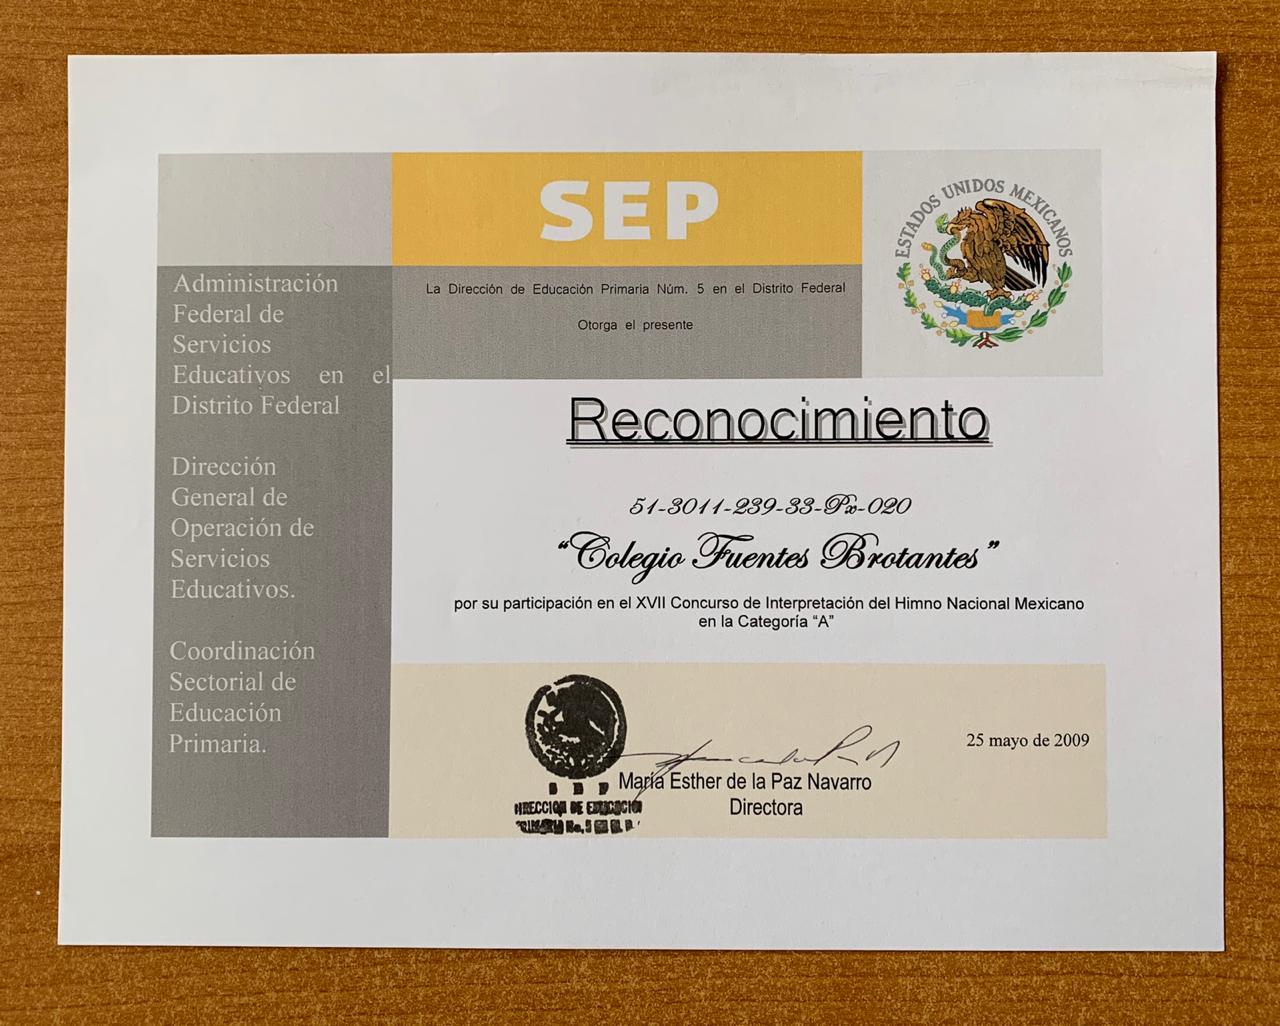 SEP
ESTADOS UNIDOS MEXICANOS
Administración
Federal de
Servicios
Educativos en el
Distrito Federal
Dirección
General de
Operación de
Servicios
Educativos.
Coordinación
Sectorial de
Educación
Primaria.
La Dirección de Educación Primaria Núm. 5 en el Distrito Federal
Otorga el presente
Reconocimiento
51-3011-239-33-Px-020
“Colegio Fuentes Brotantes”
por su participación en el XVII Concurso de Interpretación del Himno Nacional Mexicano
en la Categoría “A”
25 mayo de 2009
María Esther de la Paz Navarro
Directora
DIRECCION DE EDUCACION